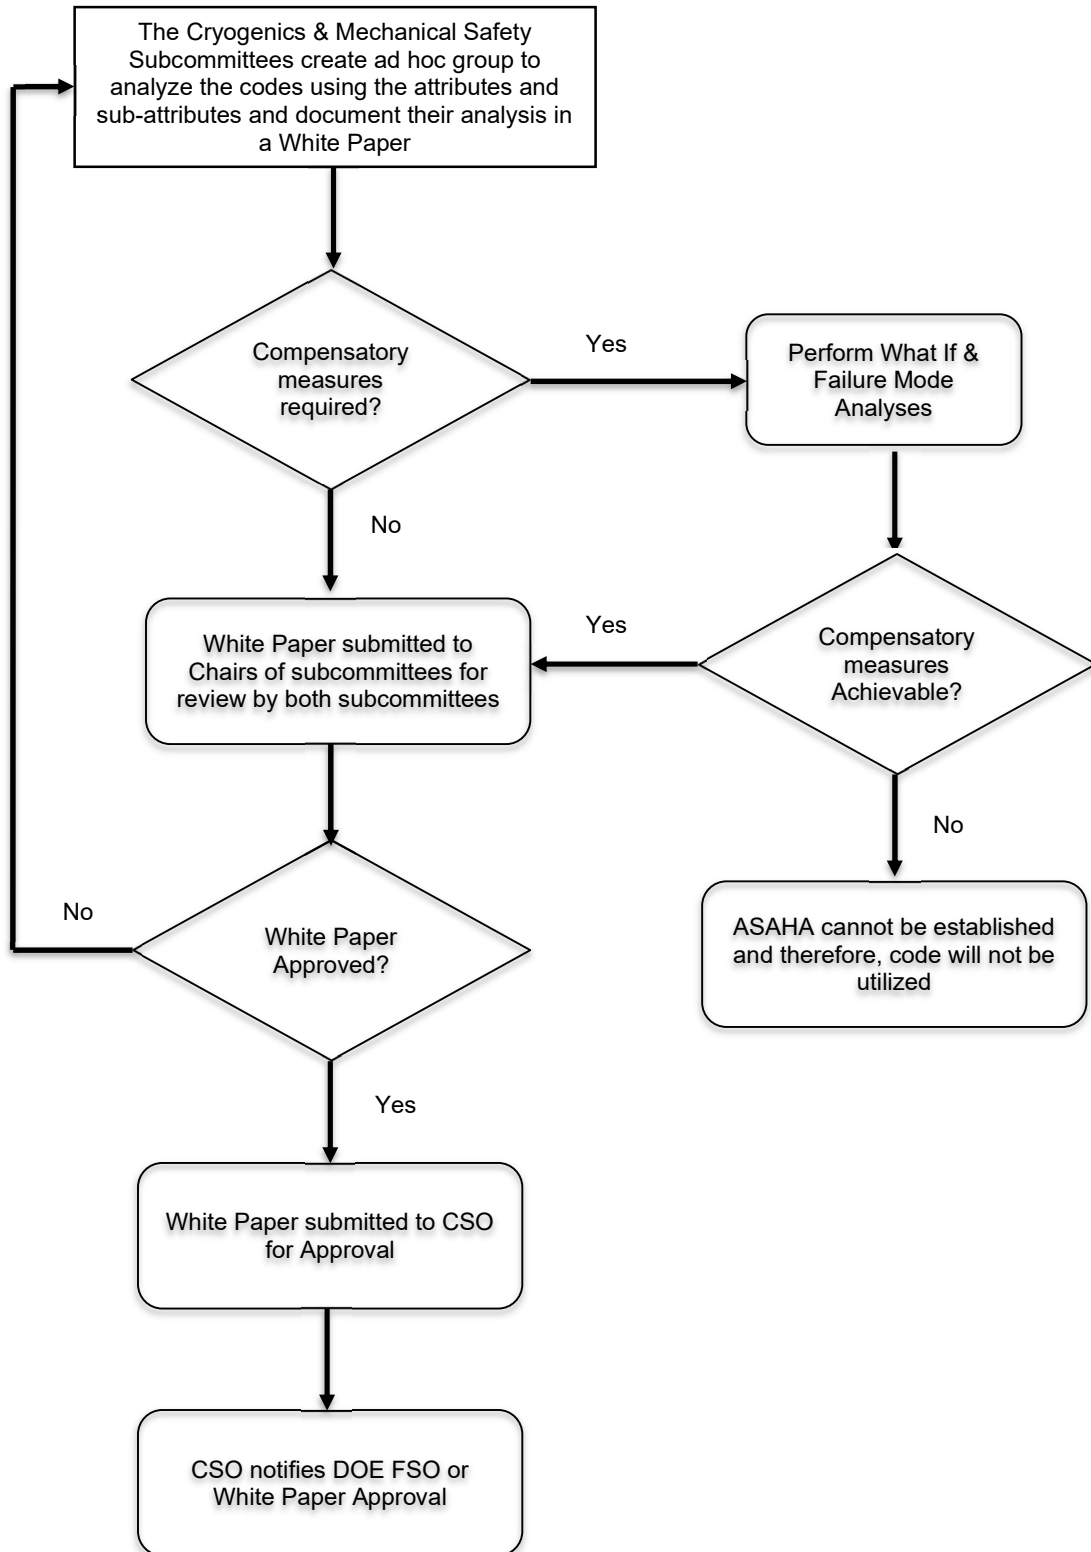 The Cryogenics & Mechanical Safety
Subcommittees create ad hoc group to
analyze the codes using the attributes and
sub-attributes and document their analysis in
a White Paper
Compensatory
measures
required?
Yes
Perform What If &
Failure Mode
Analyses
No
White Paper submitted to
Chairs of subcommittees for
review by both subcommittees
Yes
Compensatory
measures
Achievable?
No
ASAHA cannot be established
and therefore, code will not be
utilized
No
White Paper
Approved?
Yes
White Paper submitted to CSO
for Approval
CSO notifies DOE FSO or
White Paper Approval